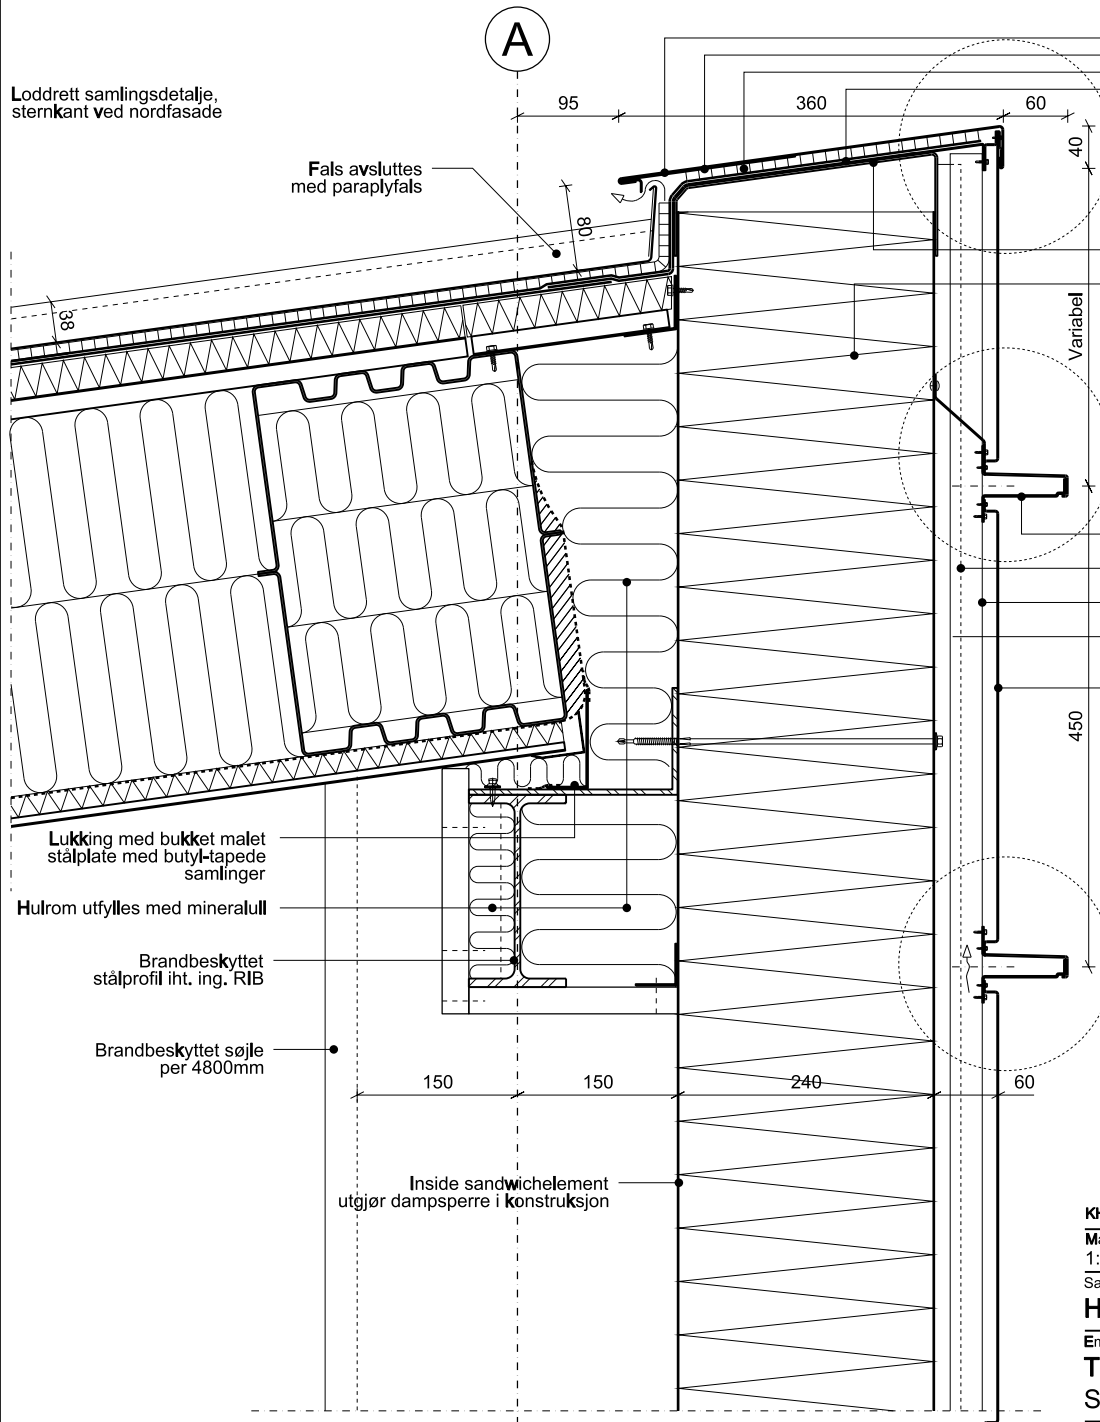 A
Loddrett samlingsdetalje,
sternkant ved nordfasade
95
360
60
40
Fals avsluttes
med paraplyfals
80
38
Variabel
450
Lukking med bukket malet
stålplate med butyl-tapede
samlinger
Hulrom utfylles med mineralull
Brandbeskyttet
stålprofil iht. ing. RIB
Brandbeskyttet søjle
per 4800mm
150
150
240
60
Inside sandwichelement
utgjør dampsperre i konstruksjon
1:
H
T
S